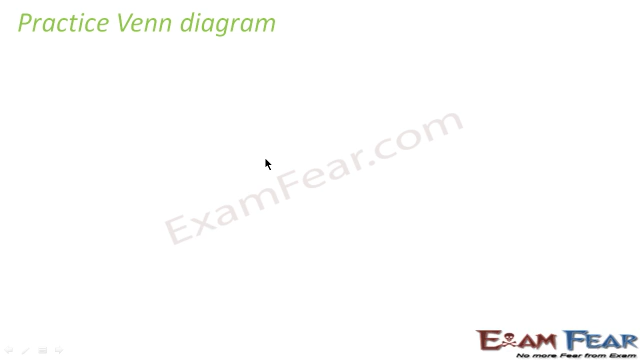 Practice Venn diagram
ExamFear.com
EXAM FEAR
No more Fear from Exam